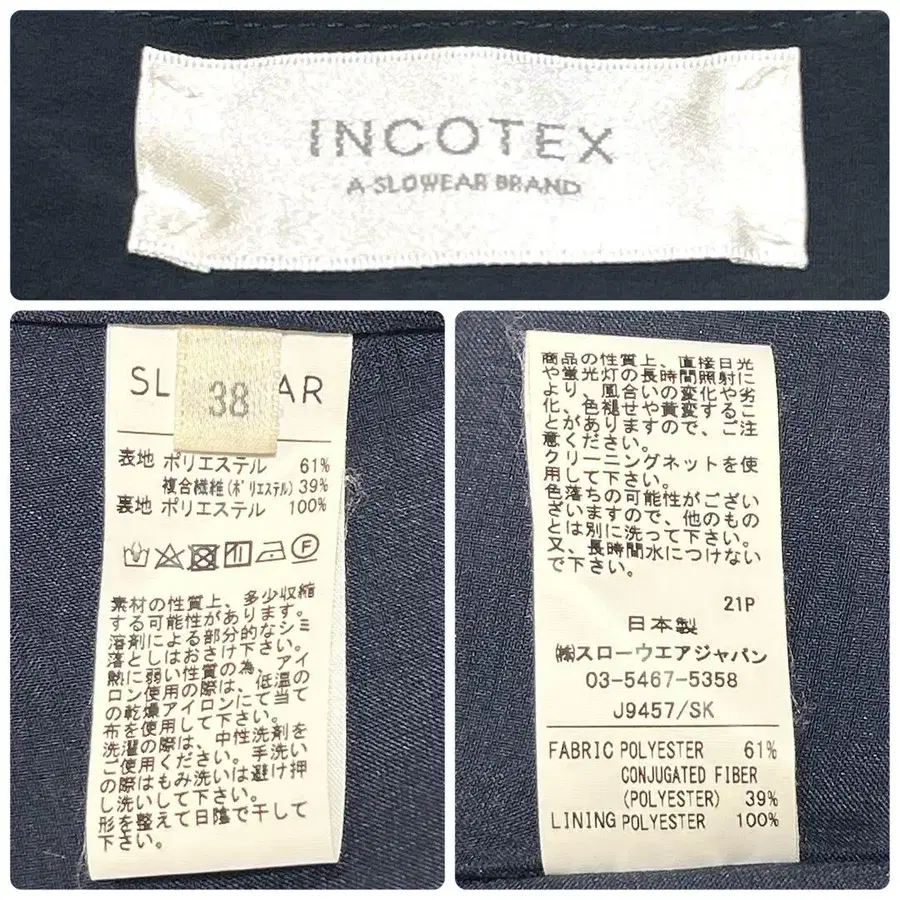 INCOTEX
A SLOWEAR BRAND
SL AR
38
表地 ポリエステル 61%
複合繊維(ポリエステル)39%
裏地 ポリエステル 100%
F
素材の性質上、多少収縮
する可能性があります。
溶剤による部分的なシミ
落としはおさけ下さい。
熱に弱い性質の為、アイ
ロン使用の際は、低温の
の乾燥アイロンにて当て
布を使用して下さい。
洗濯の際は、中性洗剤を
ご使用ください。手洗い
の際はもみ洗いは避け押
し洗いして下さい。
形を整えて日陰で干して
下さい。
商品の性質上、直接日光
や蛍光灯の長時間照射に
より、風合いの変化や劣
化、色褪せや黄変するこ
とがありますので、ご注
意ください。
クリーニングネットを使
用して下さい。
色落ちの可能性がござい
ざいますので、他のもの
とは別に洗って下さい。
又、長時間水につけない
で下さい。
21P
日本製
㈱スローウエアジャパン
03-5467-5358
J9457/SK
FABRIC POLYESTER 61%
CONJUGATED FIBER
(POLYESTER) 39%
LINING POLYESTER 100%